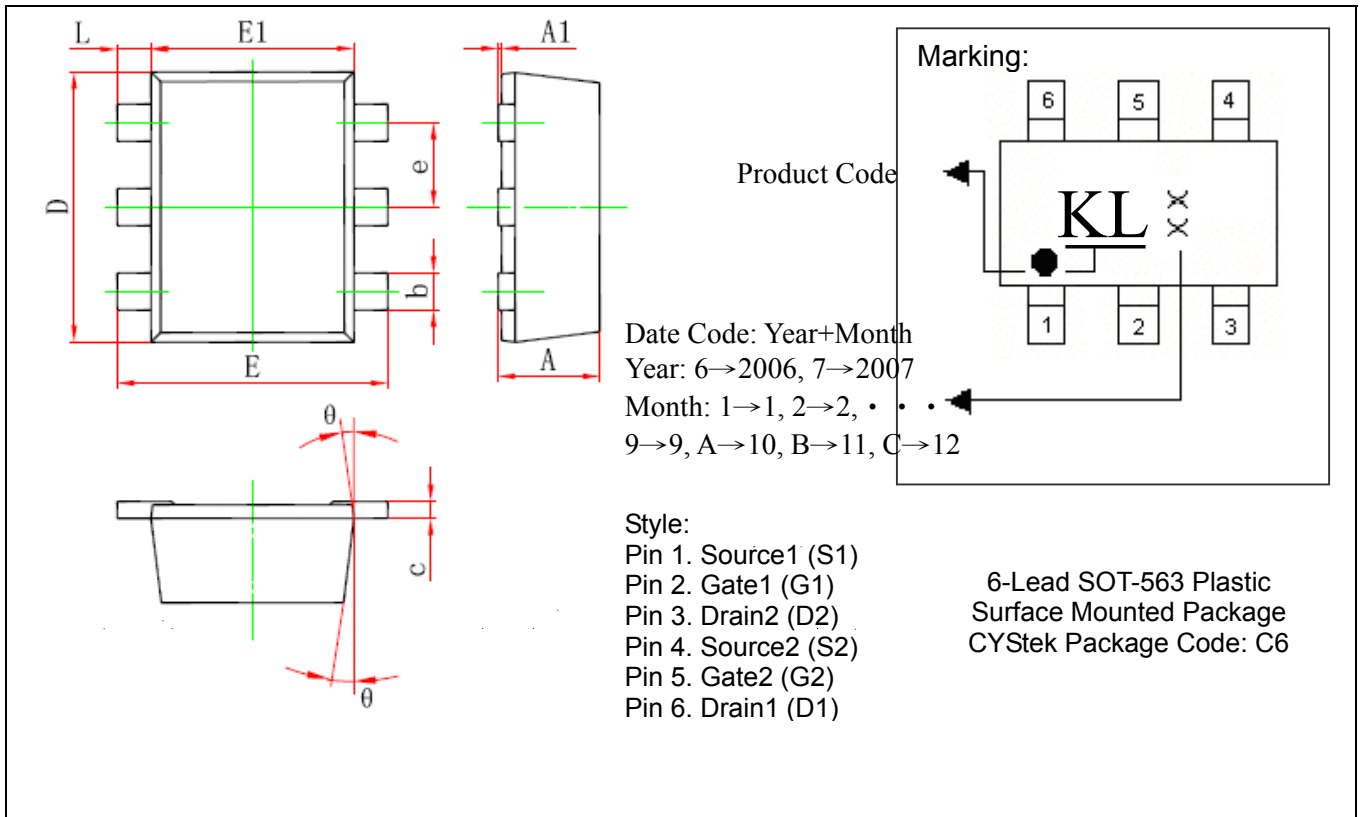 L E1 A1
D e b
E A
θ
c
θ
Marking:
6 5 4
Product Code
KL XX
1 2 3
Date Code: Year+Month
Year: 6→2006, 7→2007
Month: 1→1, 2→2, ・ ・ ・
9→9, A→10, B→11, C→12
Style:
Pin 1. Source1 (S1)
Pin 2. Gate1 (G1)
Pin 3. Drain2 (D2)
Pin 4. Source2 (S2)
Pin 5. Gate2 (G2)
Pin 6. Drain1 (D1)
6-Lead SOT-563 Plastic
Surface Mounted Package
CYStek Package Code: C6